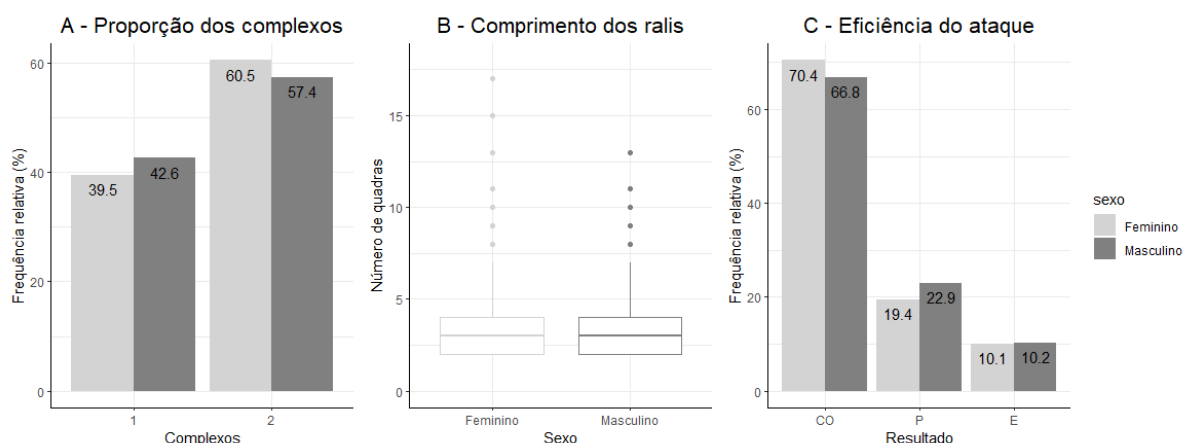 A - Proporção dos complexos
Frequência relativa (%)
60
40
20
0
39.5
42.6
60.5
57.4
1
2
Complexos
B - Comprimento dos ralis
Número de quadras
15
10
5
0
Feminino
Masculino
Sexo
C - Eficiência do ataque
Frequência relativa (%)
60
40
20
0
70.4
66.8
19.4
22.9
10.1
10.2
CO
P
E
Resultado
sexo
Feminino
Masculino